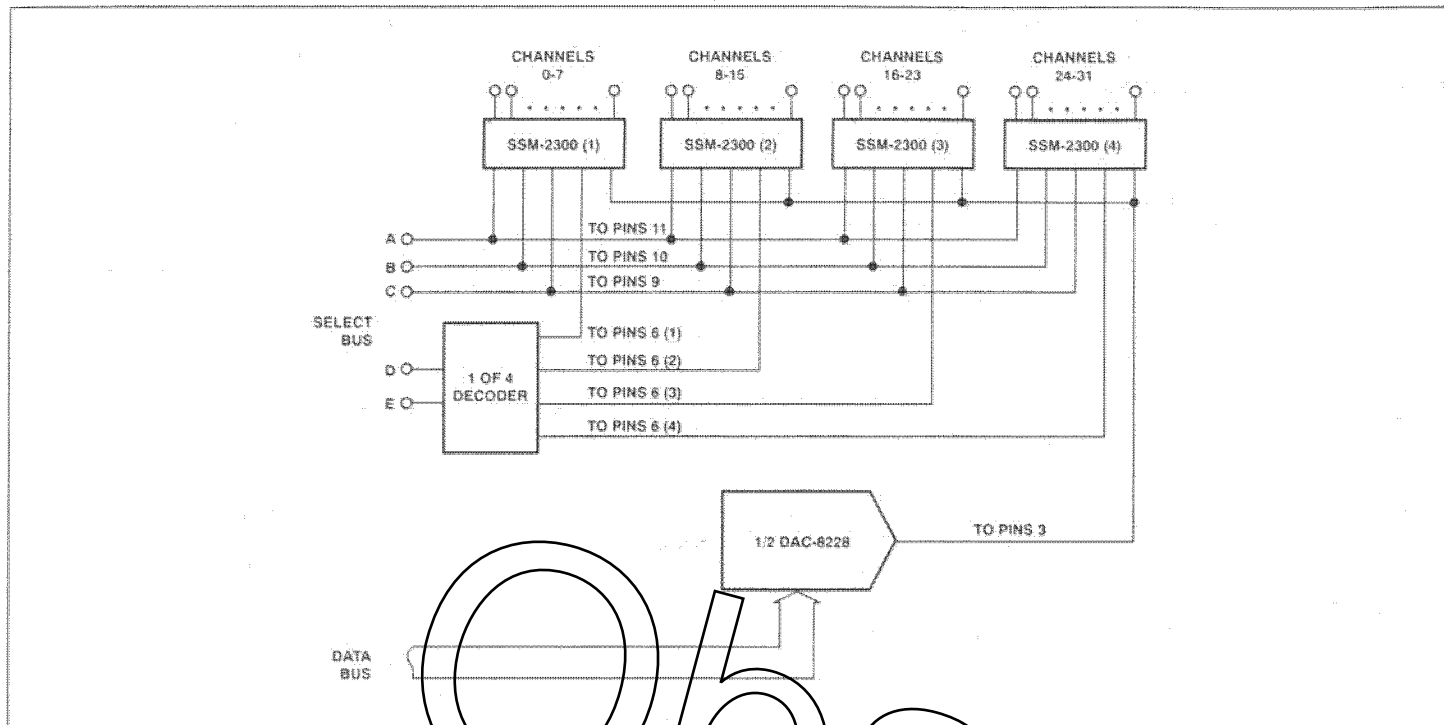 CHANNELS
0-7
CHANNELS
8-15
CHANNELS
16-23
CHANNELS
24-31
SSM-2300 (1)
SSM-2300 (2)
SSM-2300 (3)
SSM-2300 (4)
A
TO PINS 11
B
TO PINS 10
C
TO PINS 9
SELECT
BUS
TO PINS 6 (1)
D
TO PINS 6 (2)
1 OF 4
DECODER
E
TO PINS 6 (3)
TO PINS 6 (4)
1/2 DAC-8228
TO PINS 3
DATA
BUS